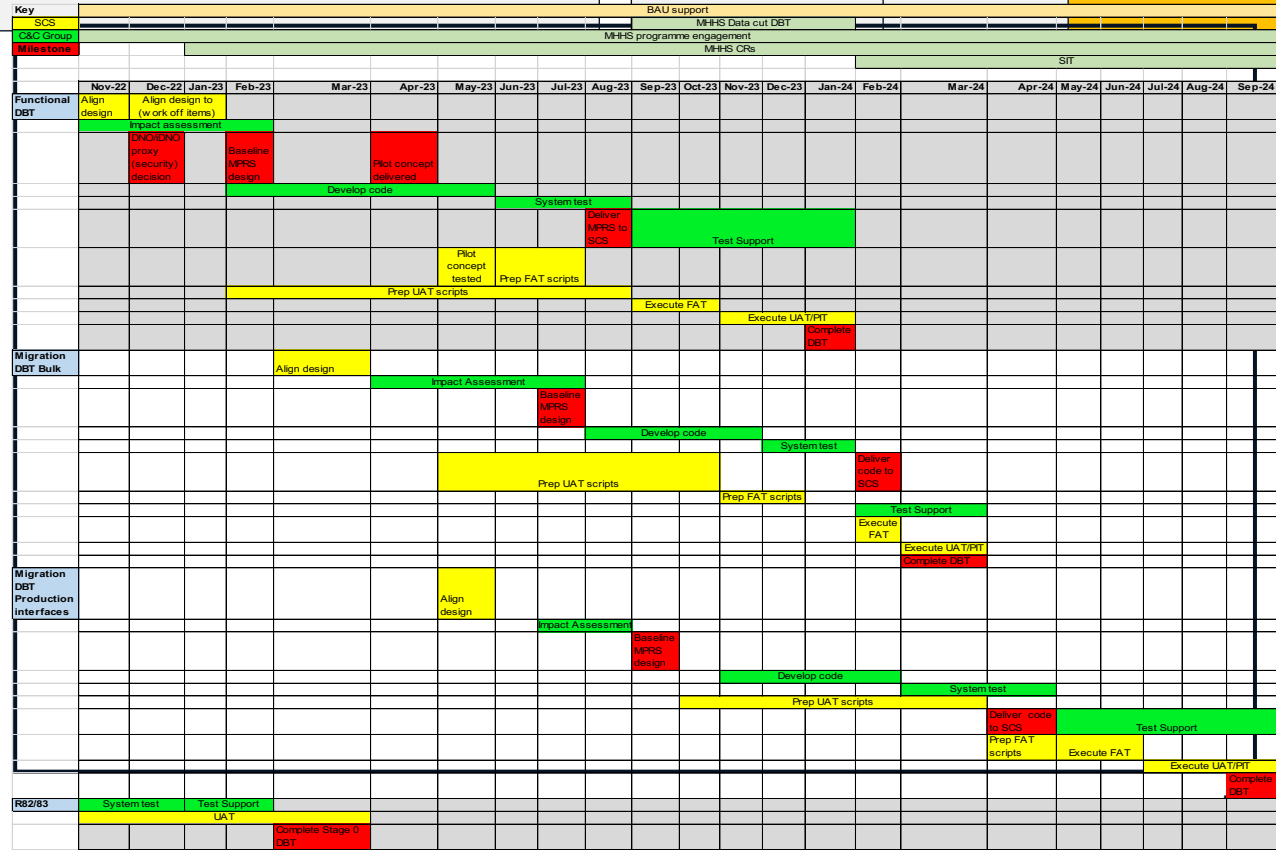 Key
BAU support
SCS
MHHS Data cut DBT
C&C Group
MHHS programme engagement
Milestone
MHHS CRs
SIT
Nov-22 Dec-22 Jan-23 Feb-23 Mar-23 Apr-23 May-23 Jun-23 Jul-23 Aug-23 Sep-23 Oct-23 Nov-23 Dec-23 Jan-24 Feb-24 Mar-24 Apr-24 May-24 Jun-24 Jul-24 Aug-24 Sep-24
Functional
DBT
Align
design
Align design to
(work off items)
Impact assessment
DNO/iDNO
proxy
(security)
decision
Baseline
MPRS
design
Pilot concept
delivered
Develop code
System test
Deliver
MPRS to
SCS
Test Support
Pilot
concept
tested
Prep FAT scripts
Prep UAT scripts
Execute FAT
Execute UAT/PIT
Complete
DBT
Migration
DBT Bulk
Align design
Impact Assessment
Baseline
MPRS
design
Develop code
System test
Prep UAT scripts
Deliver
code to
SCS
Prep FAT scripts
Test Support
Execute
FAT
Execute UAT/PIT
Complete DBT
Migration
DBT
Production
interfaces
Align
design
Impact Assessment
Baseline
MPRS
design
Develop code
System test
Prep UAT scripts
Deliver code
to SCS
Test Support
Prep FAT
scripts
Execute FAT
Execute UAT/PIT
Complete
DBT
R82/83
System test
Test Support
UAT
Complete Stage 0
DBT